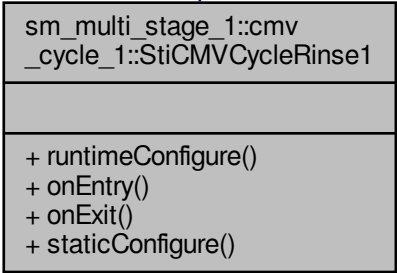 sm_multi_stage_1::cmv
_cycle_1::StiCMVCycleRinse1
+ runtimeConfigure()
+ onEntry()
+ onExit()
+ staticConfigure()